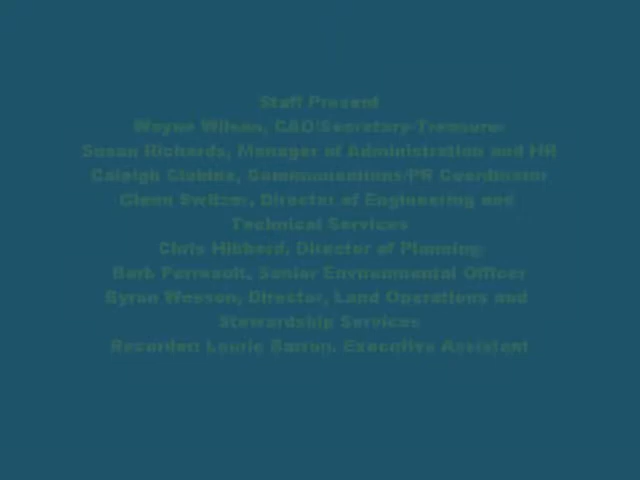 Staff Present
Wayne Wilson, CAO/Secretary-Treasurer
Susan Richards, Manager of Administration and HR
Communications/PR Coordinator
Glenn Switzer, Director of Engineering and
Technical Services
Chris Hibberd, Director of Planning
Barb Perreault, Senior Environmental Officer
Byron Wesson, Director, Land Operations and
Stewardship Services
Recorder: Laurie Barron, Executive Assistant